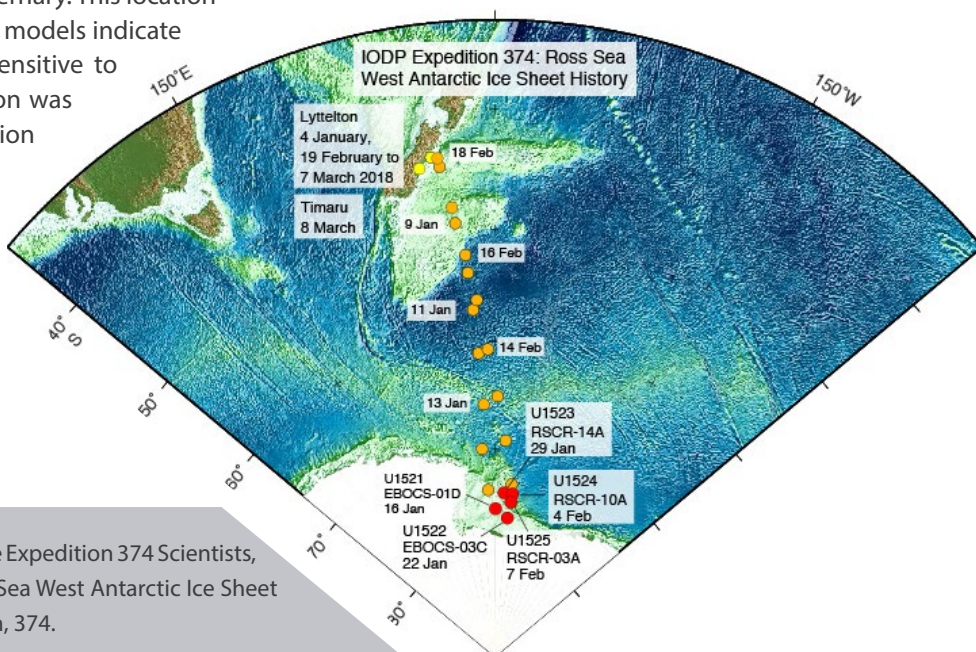 ernary. This location
models indicate
ensitive to
on was
ion
IODP Expedition 374: Ross Sea
West Antarctic Ice Sheet History
150°E
150°W
Lyttelton
4 January,
19 February to
7 March 2018
Timaru
8 March
18 Feb
9 Jan
16 Feb
11 Jan
14 Feb
13 Jan
U1523
RSCR-14A
29 Jan
U1521
EBOCS-01D
16 Jan
U1524
RSCR-10A
4 Feb
U1522
EBOCS-03C
22 Jan
U1525
RSCR-03A
7 Feb
40°
S
50°
60°
70°
80°
Expedition 374 Scientists,
Sea West Antarctic Ice Sheet
, 374.